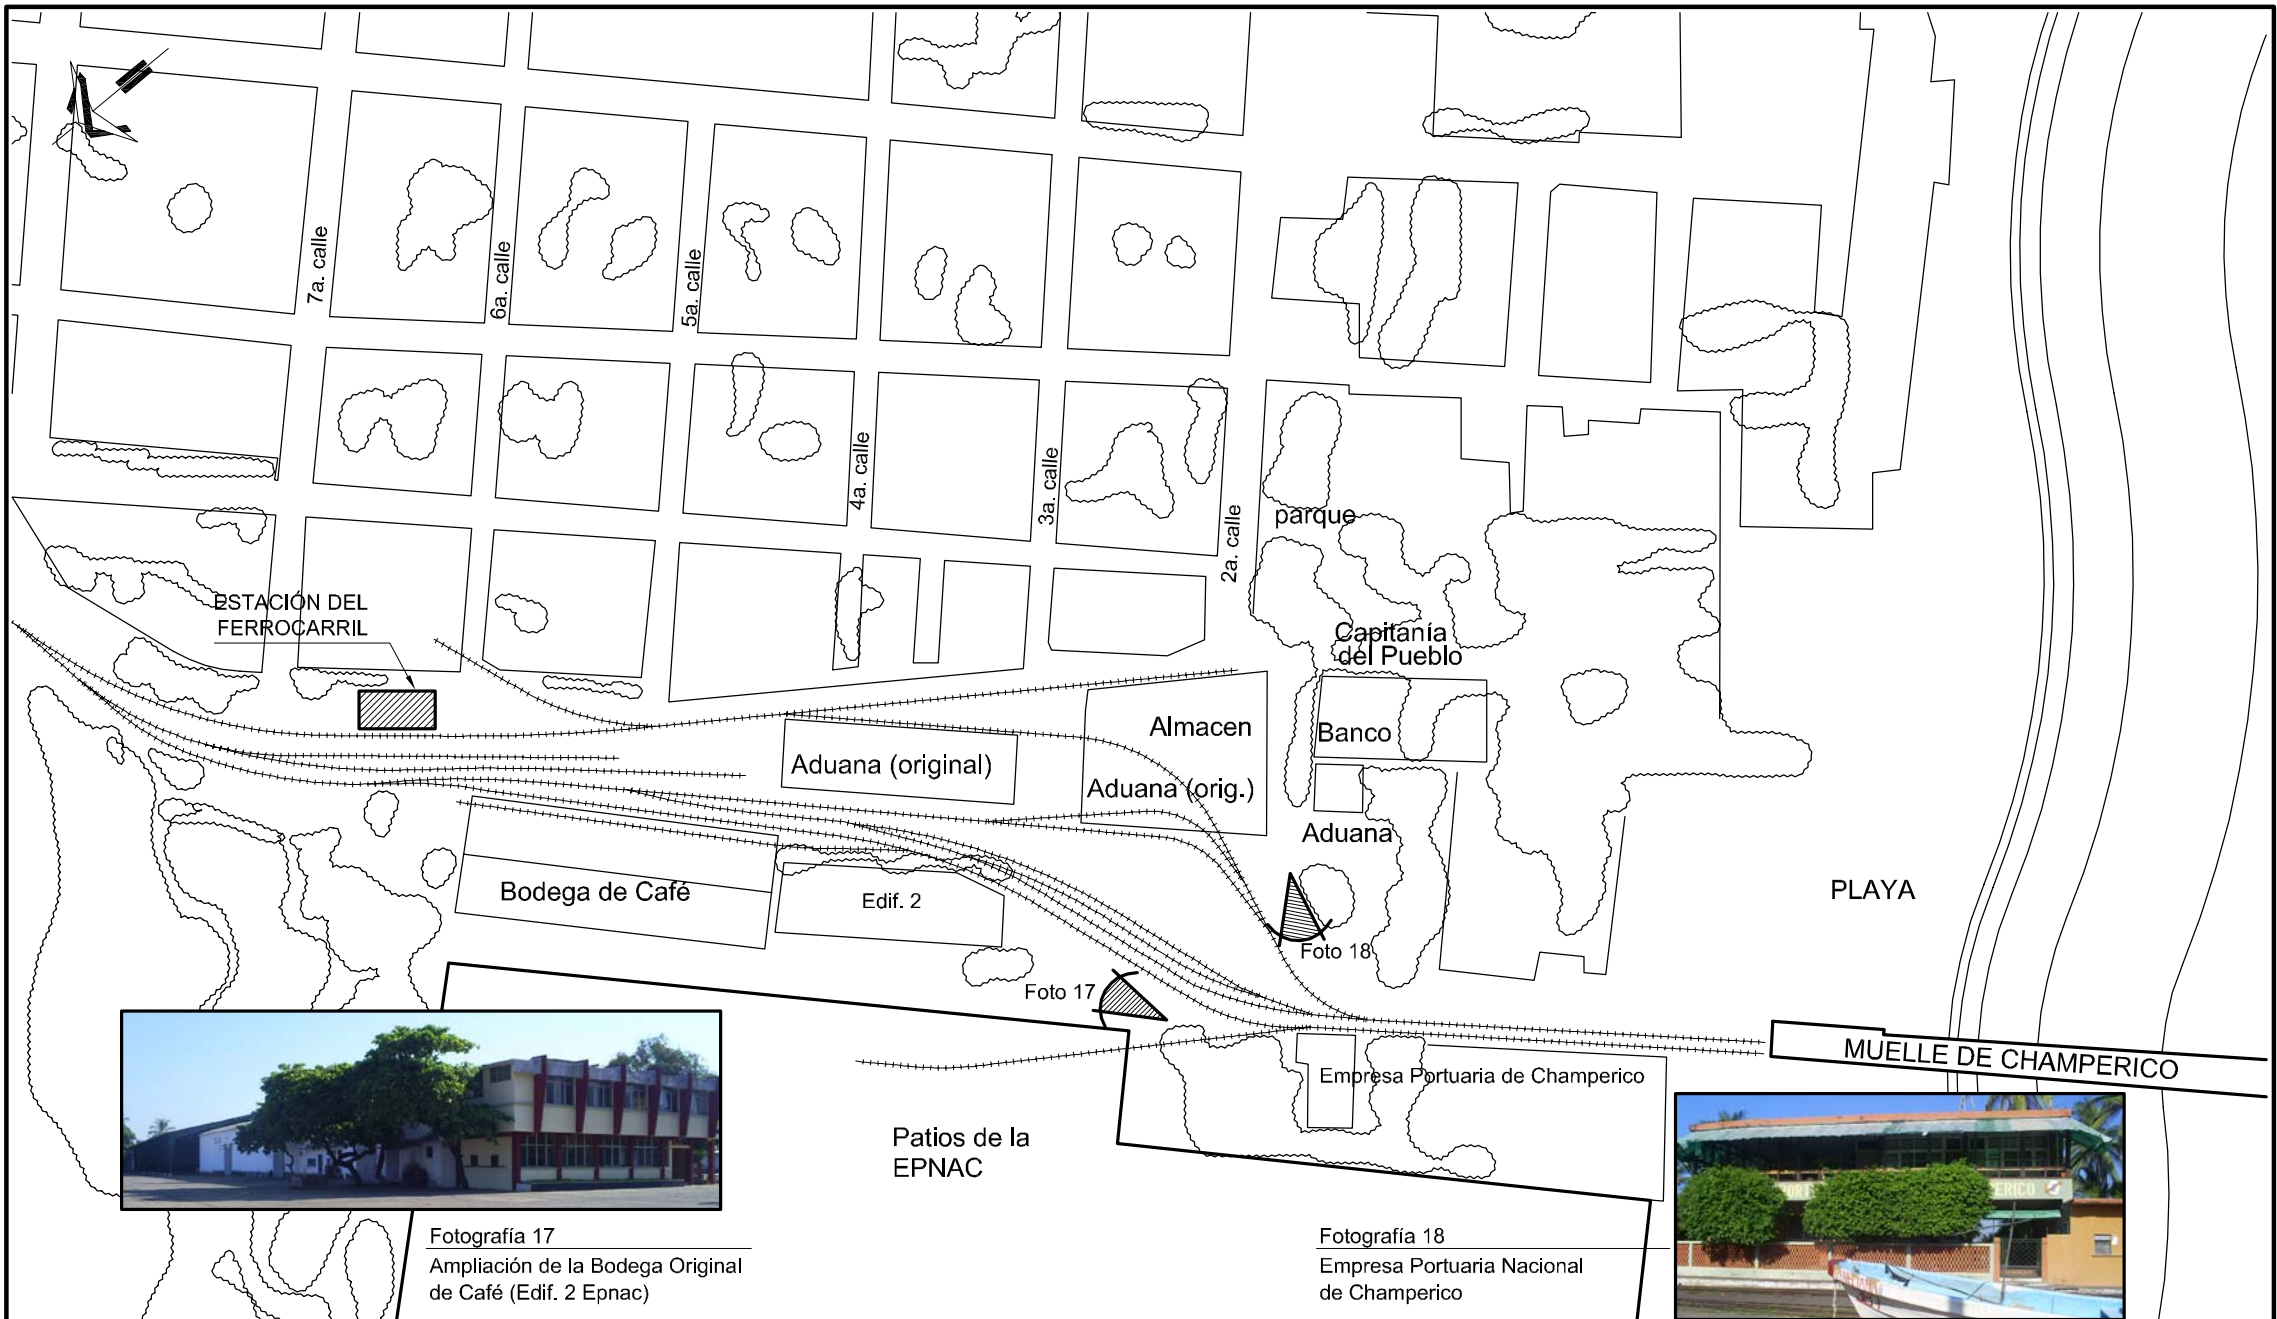 7a. calle
6a. calle
5a. calle
4a. calle
3a. calle
2a. calle
parque
ESTACIÓN DEL
FERROCARRIL
Capitanía
del Pueblo
Almacen
Banco
Aduana (original)
Aduana (orig.)
Aduana
Bodega de Café
Edif. 2
PLAYA
Foto 18
Foto 17
MUELLE DE CHAMPERICO
Empresa Portuaria de Champerico
Patios de la
EPNAC
Fotografía 17
Ampliación de la Bodega Original
de Café (Edif. 2 Epnac)
Fotografía 18
Empresa Portuaria Nacional
de Champerico